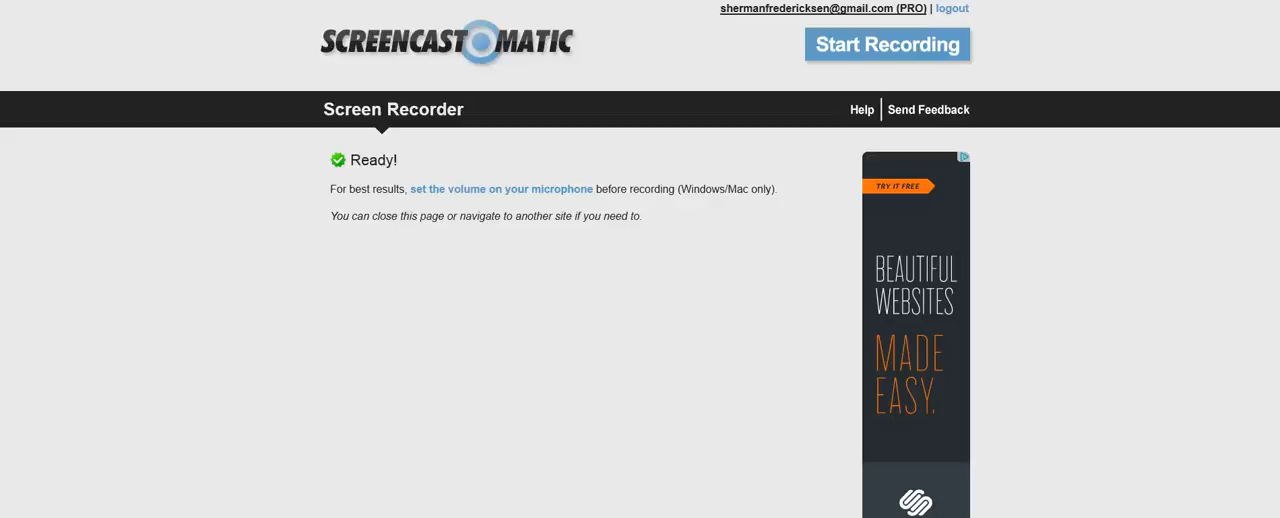 shermanfredericksen@gmail.com (PRO) | logout
SCREENCAST MATIC
Start Recording
Screen Recorder
Help
Send Feedback
Ready!
For best results, set the volume on your microphone before recording (Windows/Mac only).
You can close this page or navigate to another site if you need to.
TRY IT FREE
BEAUTIFUL
WEBSITES
MADE
EASY.